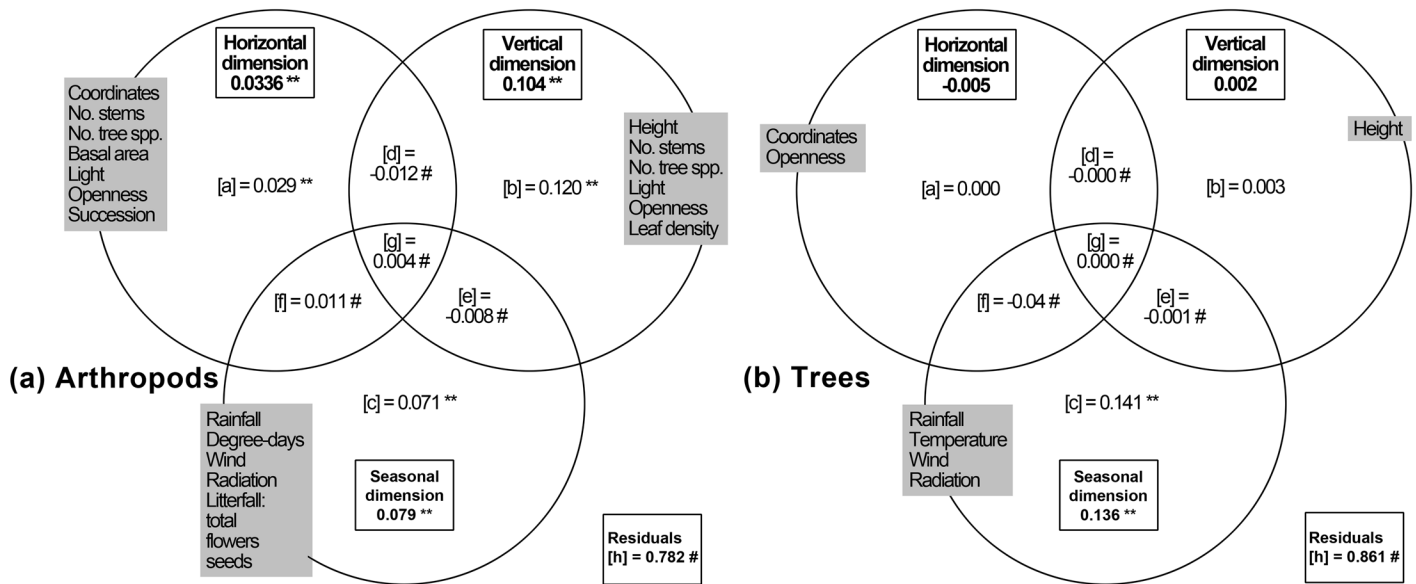 Horizontal
dimension
0.0336 **
Vertical
dimension
0.104 **
Coordinates
No. stems
No. tree spp.
Basal area
Light
Openness
Succession
Height
No. stems
No. tree spp.
Light
Openness
Leaf density
[d] =
-0.012 #
[a] = 0.029 **
[b] = 0.120 **
[g] =
0.004 #
[f] = 0.011 #
[e] =
-0.008 #
(a) Arthropods
[c] = 0.071 **
Rainfall
Degree-days
Wind
Radiation
Litterfall:
total
flowers
seeds
Seasonal
dimension
0.079 **
Residuals
[h] = 0.782 #
Horizontal
dimension
-0.005
Vertical
dimension
0.002
Coordinates
Openness
Height
[d] =
-0.000 #
[a] = 0.000
[b] = 0.003
[g] =
0.000 #
[f] = -0.04 #
[e] =
-0.001 #
(b) Trees
[c] = 0.141 **
Rainfall
Temperature
Wind
Radiation
Seasonal
dimension
0.136 **
Residuals
[h] = 0.861 #